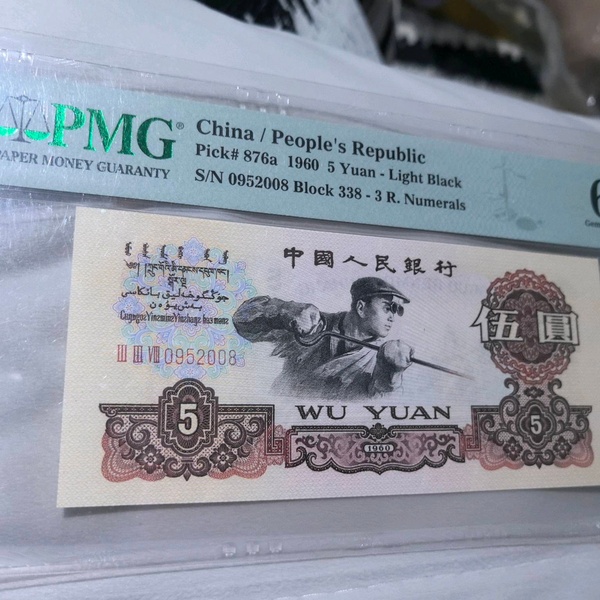 PMG®
PAPER MONEY GUARANTY
China / People's Republic
Pick# 876a 1960 5 Yuan - Light Black
S/N 0952008 Block 338 - 3 R. Numerals
6
中國人民銀行
伍圓
III III VIII 0952008
WU YUAN
5
1960
5